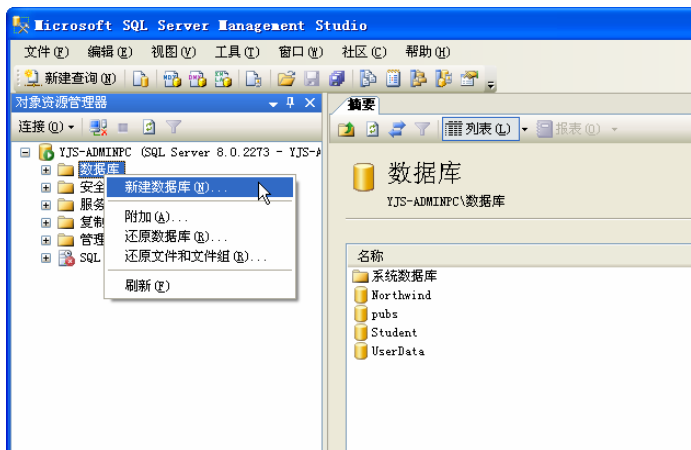 Microsoft SQL Server Management Studio
文件(F) 编辑(E) 视图(V) 工具(T) 窗口(W) 社区(C) 帮助(H)
新建查询(N)
对象资源管理器
摘要
连接(O)
列表(L)
报表(O)
YJS-ADMINPC (SQL Server 8.0.2273 - YJS-A
数据库
安全
服务
复制
管理
SQL
新建数据库(N)...
附加(A)...
还原数据库(R)...
还原文件和文件组(R)...
刷新(F)
数据库
YJS-ADMINPC\数据库
名称
系统数据库
Northwind
pubs
Student
UserData